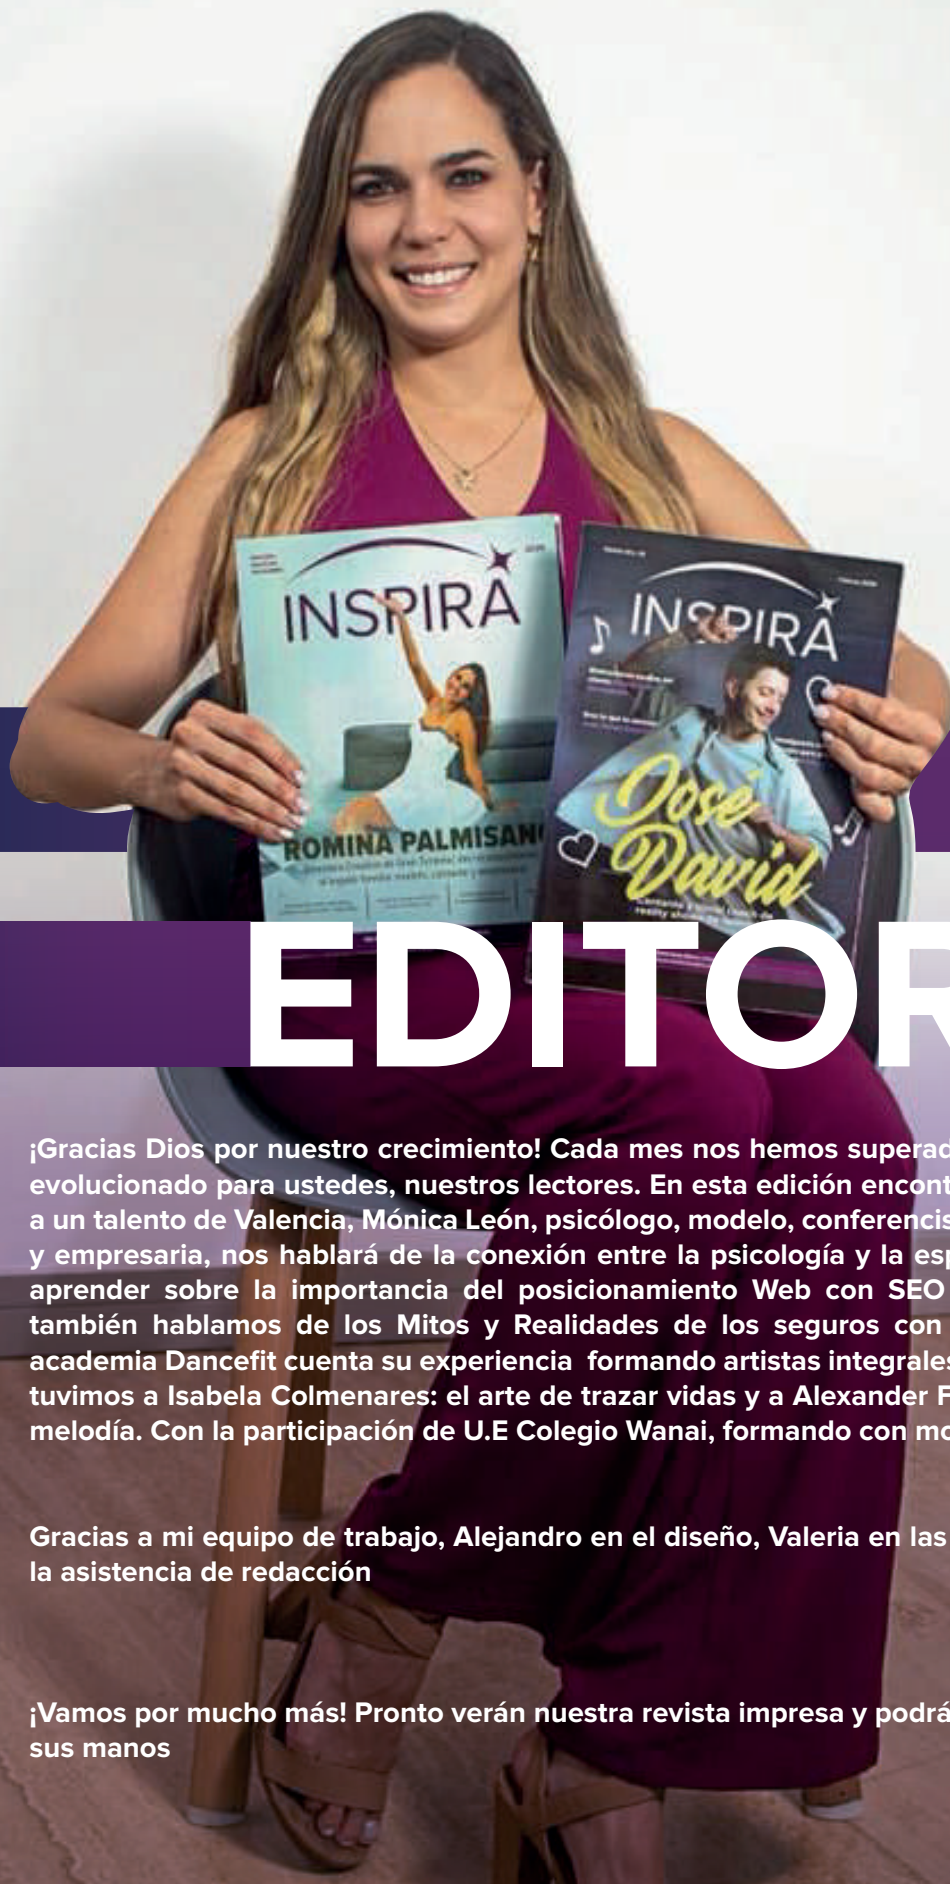 INSPIRA
INSPIRA
José
David
ROMINA PALMISANO
EDITOR
¡Gracias Dios por nuestro crecimiento! Cada mes nos hemos superad
evolucionado para ustedes, nuestros lectores. En esta edición encont
a un talento de Valencia, Mónica León, psicólogo, modelo, conferencis
y empresaria, nos hablará de la conexión entre la psicología y la esp
aprender sobre la importancia del posicionamiento Web con SEO
también hablamos de los Mitos y Realidades de los seguros con
academia Dancefit cuenta su experiencia formando artistas integrales
tuvimos a Isabela Colmenares: el arte de trazar vidas y a Alexander F
melodía. Con la participación de U.E Colegio Wanai, formando con mo
Gracias a mi equipo de trabajo, Alejandro en el diseño, Valeria en las
la asistencia de redacción
¡Vamos por mucho más! Pronto verán nuestra revista impresa y podrá
sus manos